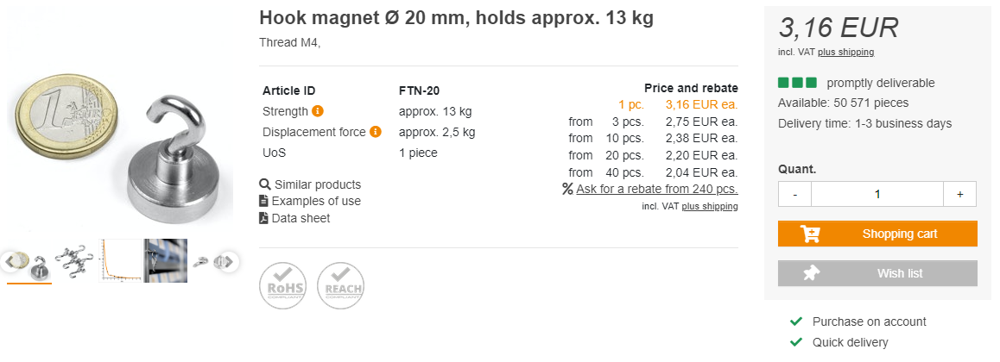 Hook magnet Ø 20 mm, holds approx. 13 kg
Thread M4,
Article ID FTN-20
Strength approx. 13 kg
Displacement force approx. 2,5 kg
UoS 1 piece
Similar products
Examples of use
Data sheet
Price and rebate
1 pc. 3,16 EUR ea.
from 3 pcs. 2,75 EUR ea.
from 10 pcs. 2,38 EUR ea.
from 20 pcs. 2,20 EUR ea.
from 40 pcs. 2,04 EUR ea.
Ask for a rebate from 240 pcs.
incl. VAT plus shipping
RoHS
COMPLIANT
REACH
COMPLIANT
3,16 EUR
incl. VAT plus shipping
promptly deliverable
Available: 50 571 pieces
Delivery time: 1-3 business days
Quant.
- 1 +
Shopping cart
Wish list
Purchase on account
Quick delivery
1 EURO